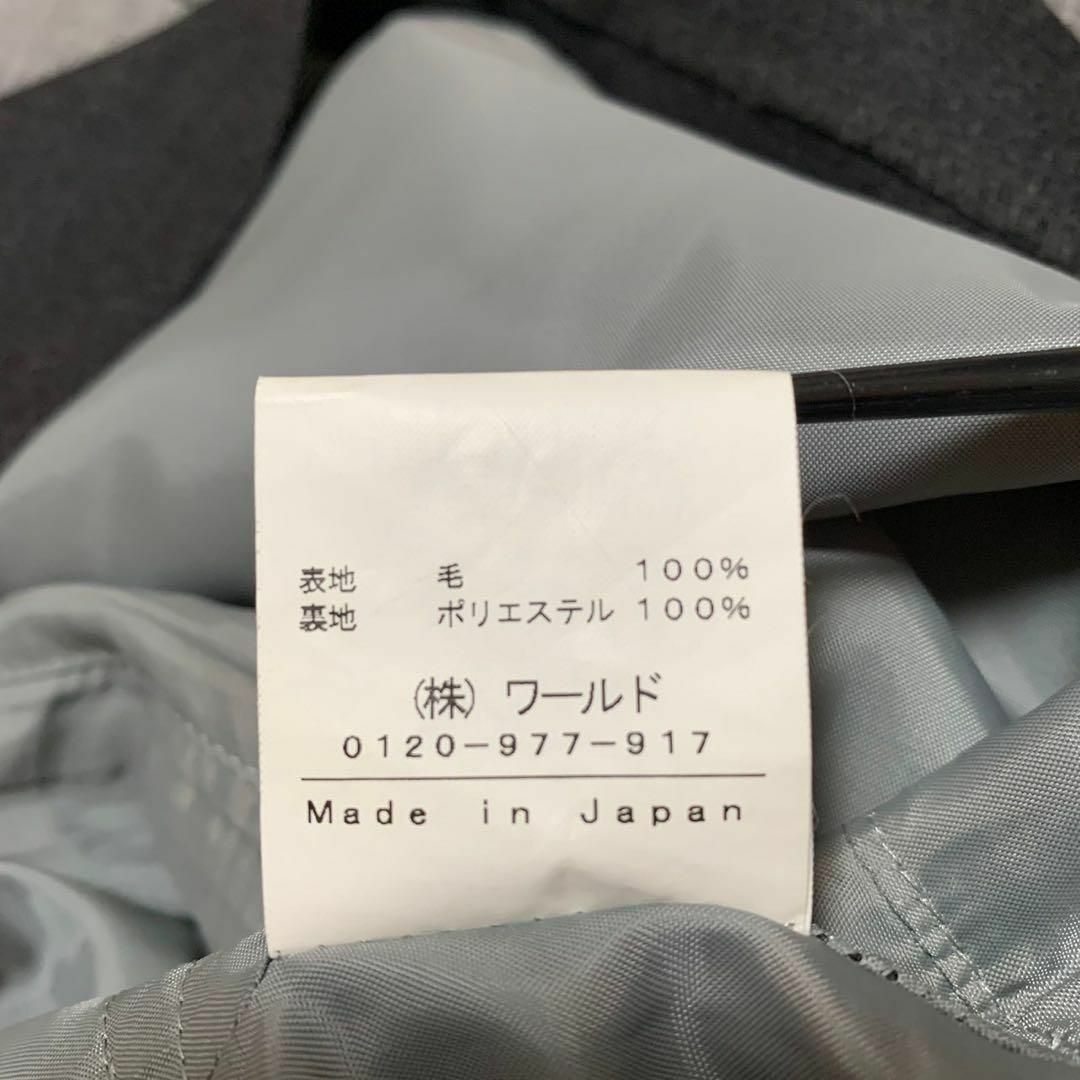 表地 毛 100%
裏地 ポリエステル 100%
(株) ワールド
0120-977-917
Made in Japan